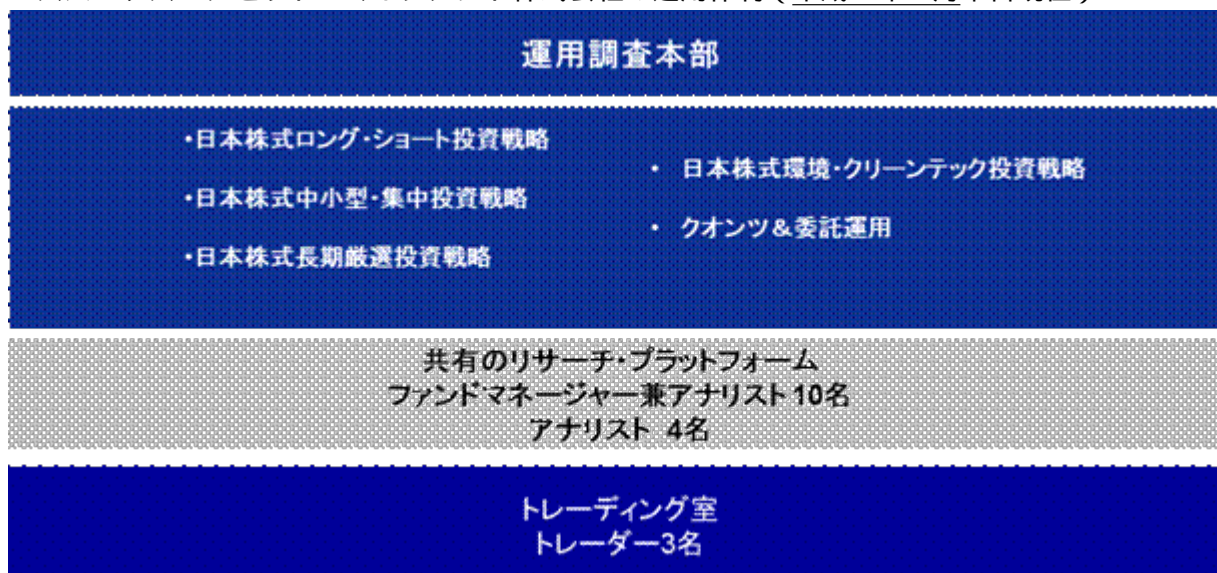 運用調査本部
・日本株式ロング・ショート投資戦略
・日本株式中小型・集中投資戦略
・日本株式長期厳選投資戦略
・ 日本株式環境・クリーンテック投資戦略
・ クオンツ&委託運用
共有のリサーチ・プラットフォーム
ファンドマネージャー兼アナリスト10名
アナリスト 4名
トレーディング室
トレーダー3名